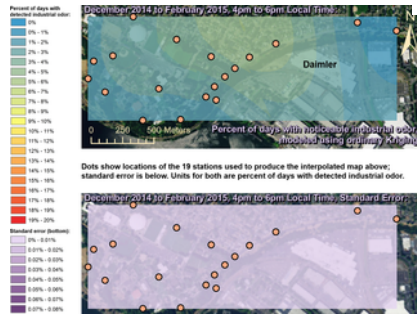 Percent of days with
detected industrial odor:
0%
0% - 1%
1% - 2%
2% - 3%
3% - 4%
4% - 5%
5% - 6%
6% - 7%
7% - 8%
8% - 9%
9% - 10%
10% - 11%
11% - 12%
12% - 13%
13% - 14%
14% - 15%
15% - 16%
16% - 17%
17% - 18%
18% - 19%
19% - 20%
Standard error (bottom):
0% - 0.01%
0.01% - 0.02%
0.02% - 0.03%
0.03% - 0.04%
0.04% - 0.05%
0.05% - 0.06%
0.06% - 0.07%
0.07% - 0.08%
December 2014 to February 2015, 4pm to 6pm Local Time:
Daimler
0 250 500 Meters
Percent of days with noticeable industrial odor
modeled using ordinary Kriging
Dots show locations of the 19 stations used to produce the interpolated map above;
standard error is below. Units for both are percent of days with detected industrial odor.
December 2014 to February 2015, 4pm to 6pm Local Time: Standard Error